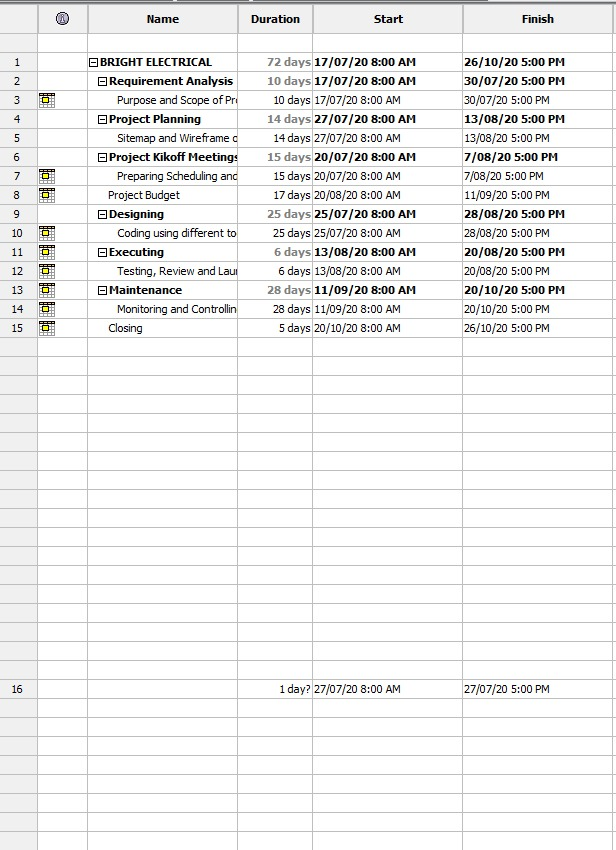 Name Duration Start Finish
1 BRIGHT ELECTRICAL 72 days 17/07/20 8:00 AM 26/10/20 5:00 PM
2 Requirement Analysis 10 days 17/07/20 8:00 AM 30/07/20 5:00 PM
3 Purpose and Scope of Pr 10 days 17/07/20 8:00 AM 30/07/20 5:00 PM
4 Project Planning 14 days 27/07/20 8:00 AM 13/08/20 5:00 PM
5 Sitemap and Wireframe o 14 days 27/07/20 8:00 AM 13/08/20 5:00 PM
6 Project Kikoff Meetings 15 days 20/07/20 8:00 AM 7/08/20 5:00 PM
7 Preparing Scheduling and 15 days 20/07/20 8:00 AM 7/08/20 5:00 PM
8 Project Budget 17 days 20/08/20 8:00 AM 11/09/20 5:00 PM
9 Designing 25 days 25/07/20 8:00 AM 28/08/20 5:00 PM
10 Coding using different to 25 days 25/07/20 8:00 AM 28/08/20 5:00 PM
11 Executing 6 days 13/08/20 8:00 AM 20/08/20 5:00 PM
12 Testing, Review and Lau 6 days 13/08/20 8:00 AM 20/08/20 5:00 PM
13 Maintenance 28 days 11/09/20 8:00 AM 20/10/20 5:00 PM
14 Monitoring and Controllin 28 days 11/09/20 8:00 AM 20/10/20 5:00 PM
15 Closing 5 days 20/10/20 8:00 AM 26/10/20 5:00 PM
16 1 day? 27/07/20 8:00 AM 27/07/20 5:00 PM